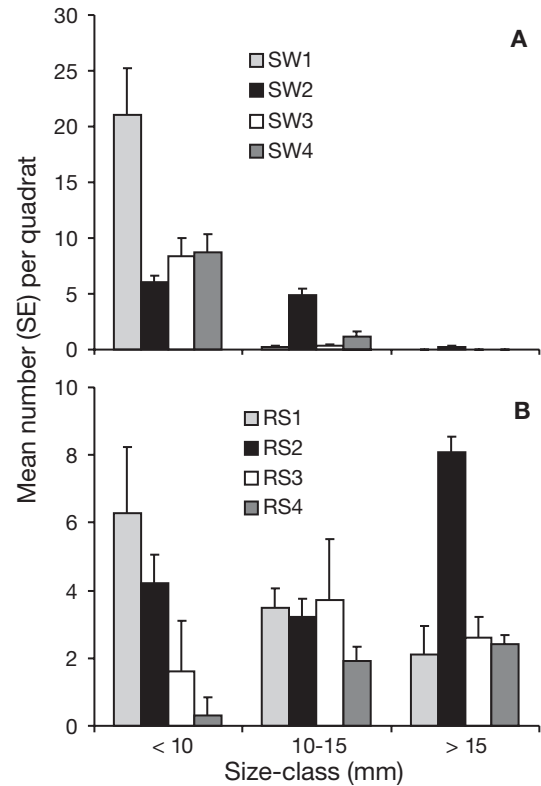 Mean number (SE) per quadrat
A
30
25
20
15
10
5
0
SW1
SW2
SW3
SW4
B
10
8
6
4
2
0
RS1
RS2
RS3
RS4
< 10
10-15
> 15
Size-class (mm)